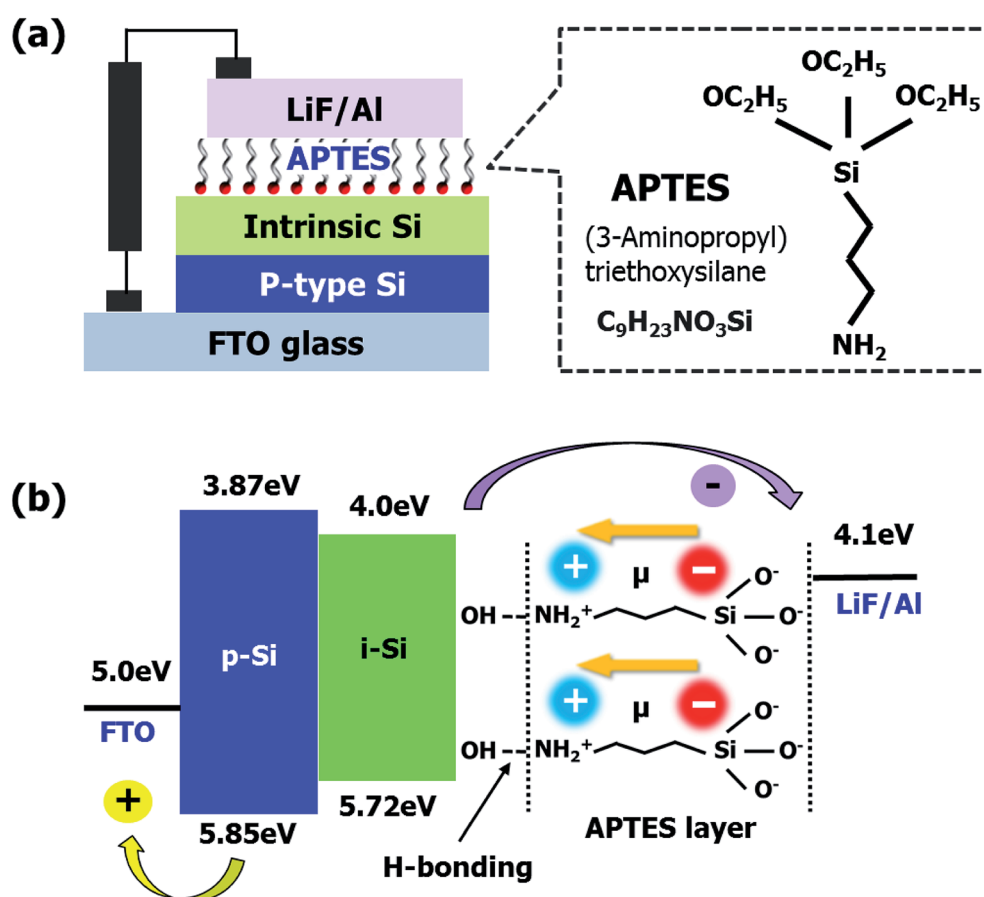 (a)
LiF/Al
APTES
Intrinsic Si
P-type Si
FTO glass
OC₂H₅
OC₂H₅
OC₂H₅
Si
APTES
(3-Aminopropyl)
triethoxysilane
C₉H₂₃NO₃Si
NH₂
(b)
3.87eV
4.0eV
-
4.1eV
LiF/Al
+ µ −
O⁻
OH NH₂⁺ Si O⁻
O⁻
p-Si
i-Si
5.0eV
FTO
+ µ −
O⁻
OH NH₂⁺ Si O⁻
O⁻
+
5.85eV
5.72eV
APTES layer
H-bonding